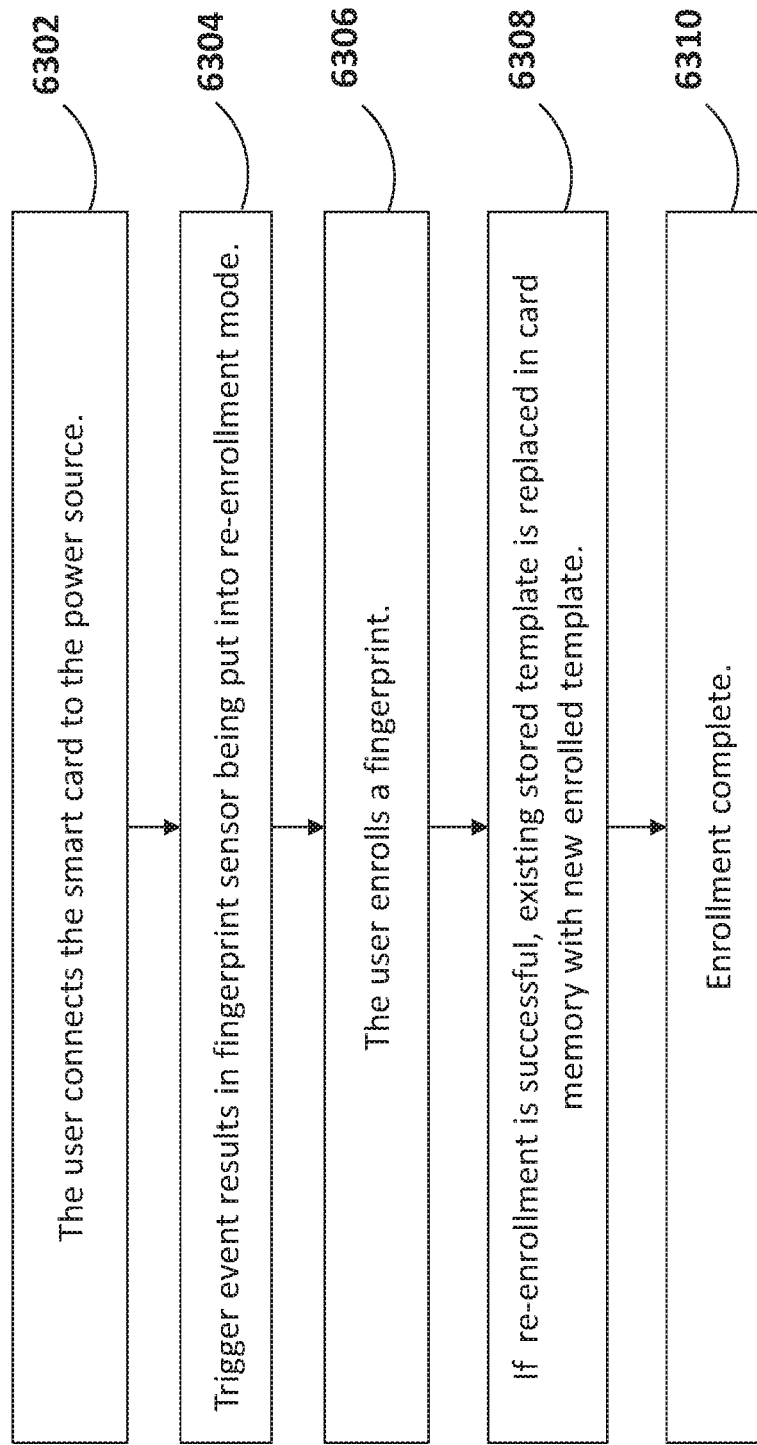 The user connects the smart card to the power source.
6302
Trigger event results in fingerprint sensor being put into re-enrollment mode.
6304
The user enrolls a fingerprint.
6306
If re-enrollment is successful, existing stored template is replaced in card
memory with new enrolled template.
6308
Enrollment complete.
6310